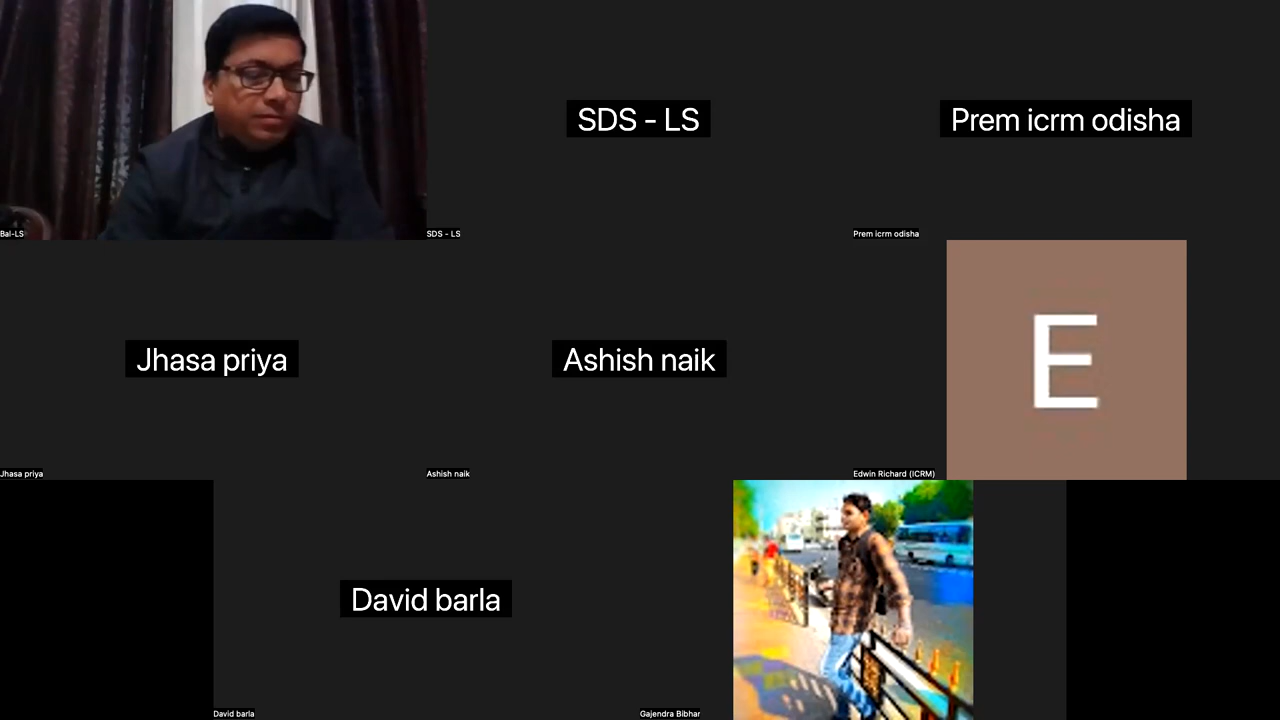 SDS - LS
Prem icrm odisha
Bal-LS
SDS - LS
Prem icrm odisha
Jhasa priya
Ashish naik
E
Jhasa priya
Ashish naik
Edwin Richard (ICRM)
David barla
David barla
Gajendra Bibhar